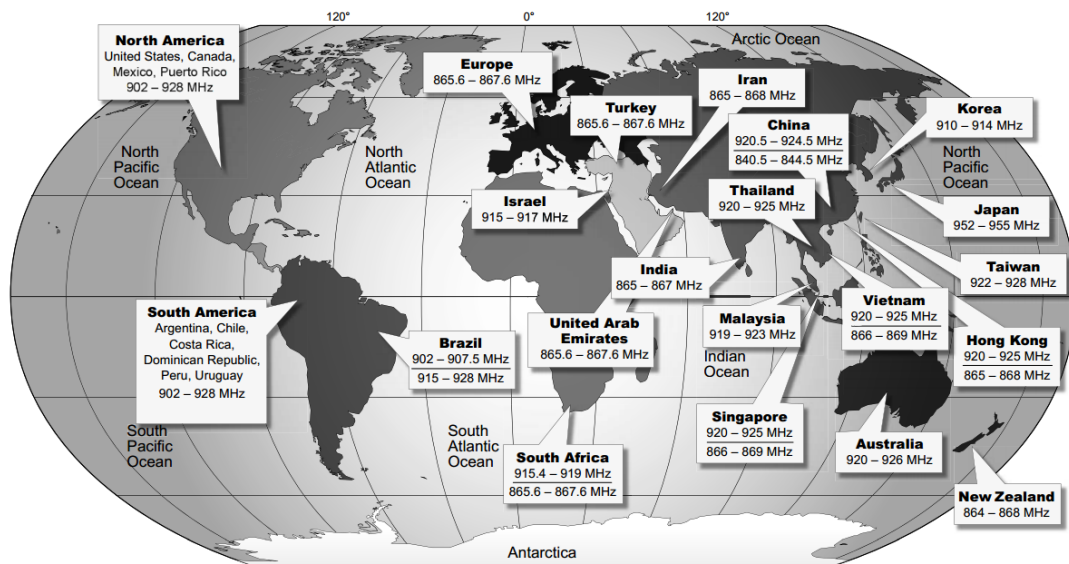 120°
0°
120°
Arctic Ocean
North America
United States, Canada,
Mexico, Puerto Rico
902 – 928 MHz
Europe
865.6 – 867.6 MHz
Turkey
865.6 – 867.6 MHz
Iran
865 – 868 MHz
China
920.5 – 924.5 MHz
840.5 – 844.5 MHz
Korea
910 – 914 MHz
North
Pacific
Ocean
North
Atlantic
Ocean
North
Pacific
Ocean
Israel
915 – 917 MHz
Thailand
920 – 925 MHz
Japan
952 – 955 MHz
India
865 – 867 MHz
Taiwan
922 – 928 MHz
South America
Argentina, Chile,
Costa Rica,
Dominican Republic,
Peru, Uruguay
902 – 928 MHz
Brazil
902 – 907.5 MHz
915 – 928 MHz
United Arab
Emirates
865.6 – 867.6 MHz
Malaysia
919 – 923 MHz
Indian
Ocean
Vietnam
920 – 925 MHz
866 – 869 MHz
Hong Kong
920 – 925 MHz
865 – 868 MHz
South
Pacific
Ocean
South
Atlantic
Ocean
South Africa
915.4 – 919 MHz
865.6 – 867.6 MHz
Singapore
920 – 925 MHz
866 – 869 MHz
Australia
920 – 926 MHz
New Zealand
864 – 868 MHz
Antarctica